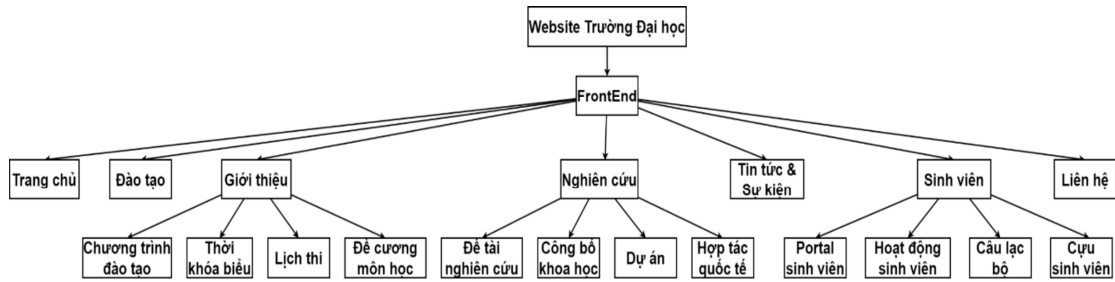 Website Trường Đại học
FrontEnd
Trang chủ
Đào tạo
Giới thiệu
Nghiên cứu
Tin tức &
Sự kiện
Sinh viên
Liên hệ
Chương trình
đào tạo
Thời
khóa biểu
Lịch thi
Đề cương
môn học
Đề tài
nghiên cứu
Công bố
khoa học
Dự án
Hợp tác
quốc tế
Portal
sinh viên
Hoạt động
sinh viên
Câu lạc
bộ
Cựu
sinh viên